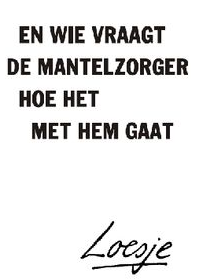 EN WIE VRAAGT
DE MANTELZORGER
HOE HET
MET HEM GAAT
Loesje